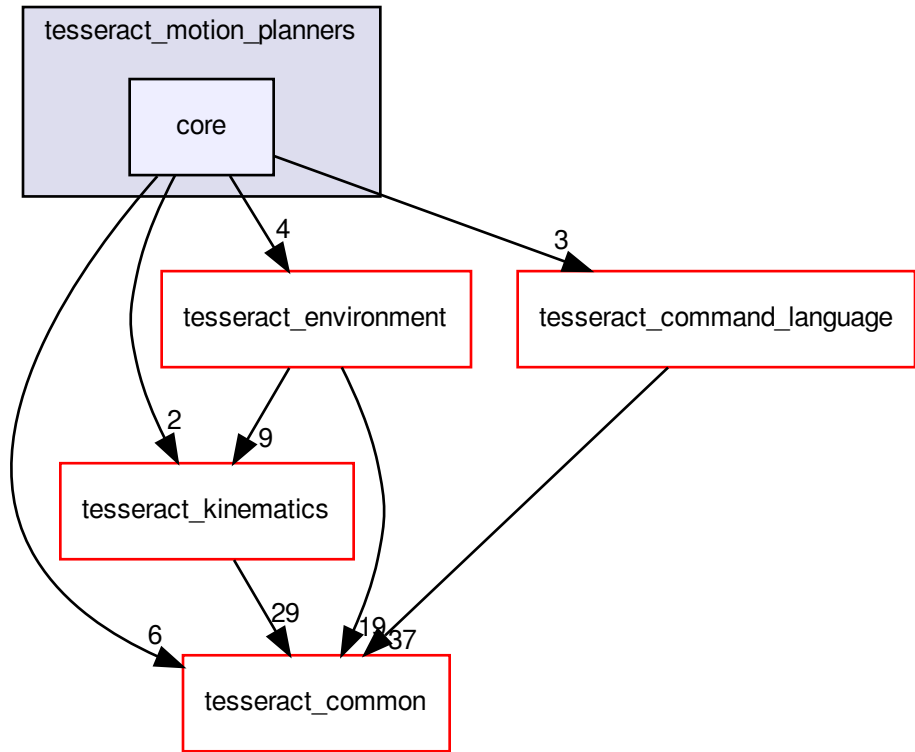 tesseract_motion_planners
core
4
3
tesseract_environment
tesseract_command_language
2
9
tesseract_kinematics
29
19
37
6
tesseract_common